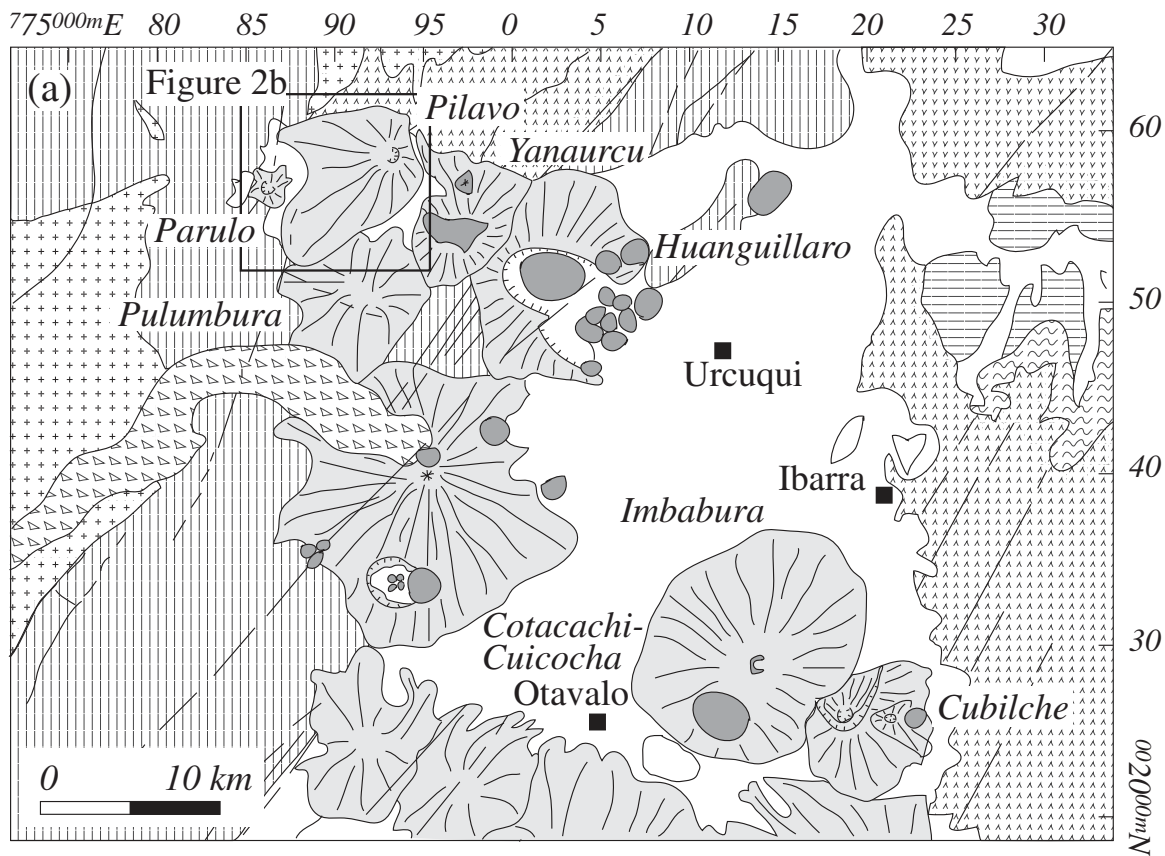 775000mE 80 85 90 95 0 5 10 15 20 25 30
(a)
Figure 2b
Pilavo
60
Yanaurcu
Parulo
Huanguillaro
50
Pulumbura
Urcuqui
40
Ibarra
Imbabura
Cotacachi-
Cuicocha
30
Otavalo
Cubilche
0 10 km
0020000mN